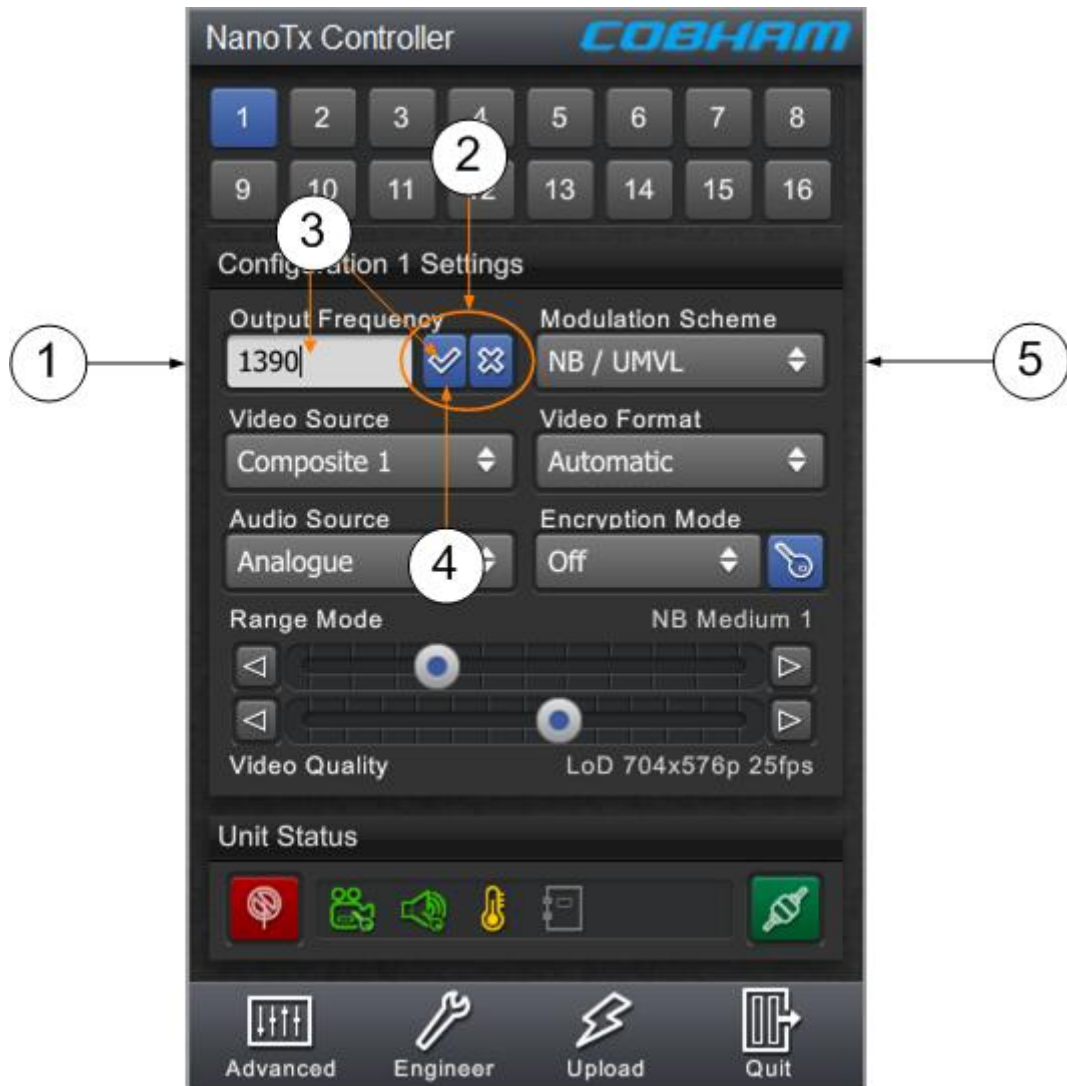 NanoTx Controller COBHAM
1 2 3 4 5 6 7 8
2
9 10 11 12 13 14 15 16
3
Configuration 1 Settings
Output Frequency Modulation Scheme
1 1390 NB / UMVL 5
Video Source Video Format
Composite 1 Automatic
Audio Source Encryption Mode
Analogue 4 Off
Range Mode NB Medium 1
Video Quality LoD 704x576p 25fps
Unit Status
Advanced Engineer Upload Quit